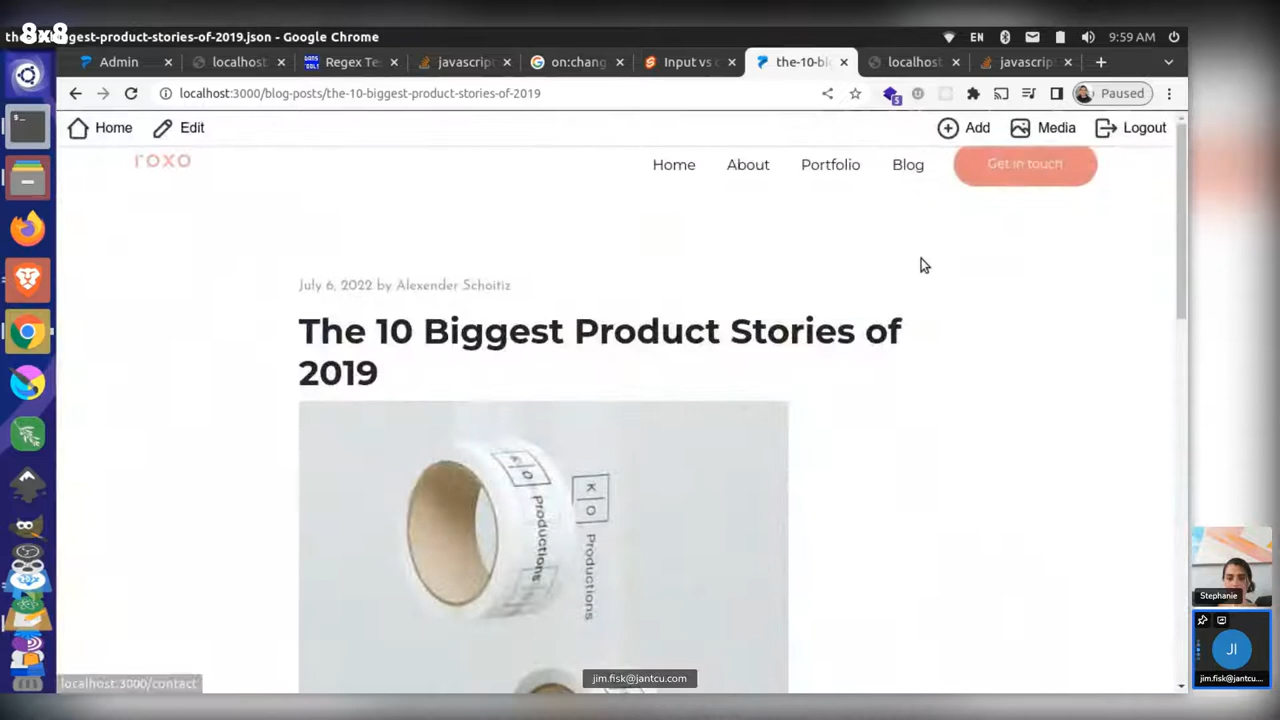 8x8
the-10-biggest-product-stories-of-2019.json - Google Chrome
EN
9:59 AM
Admin
localhost:
Regex Te
javascript
on:chang
Input vs c
the-10-bi
localhost
javascrip
localhost:3000/blog-posts/the-10-biggest-product-stories-of-2019
Paused
Home
Edit
Add
Media
Logout
roxo
Home
About
Portfolio
Blog
Get in touch
July 6, 2022 by Alexender Schoitiz
The 10 Biggest Product Stories of
2019
K O Productions
K O Productions
localhost:3000/contact
jim.fisk@jantcu.com
Stephanie
JI
jim.fisk@jantcu....